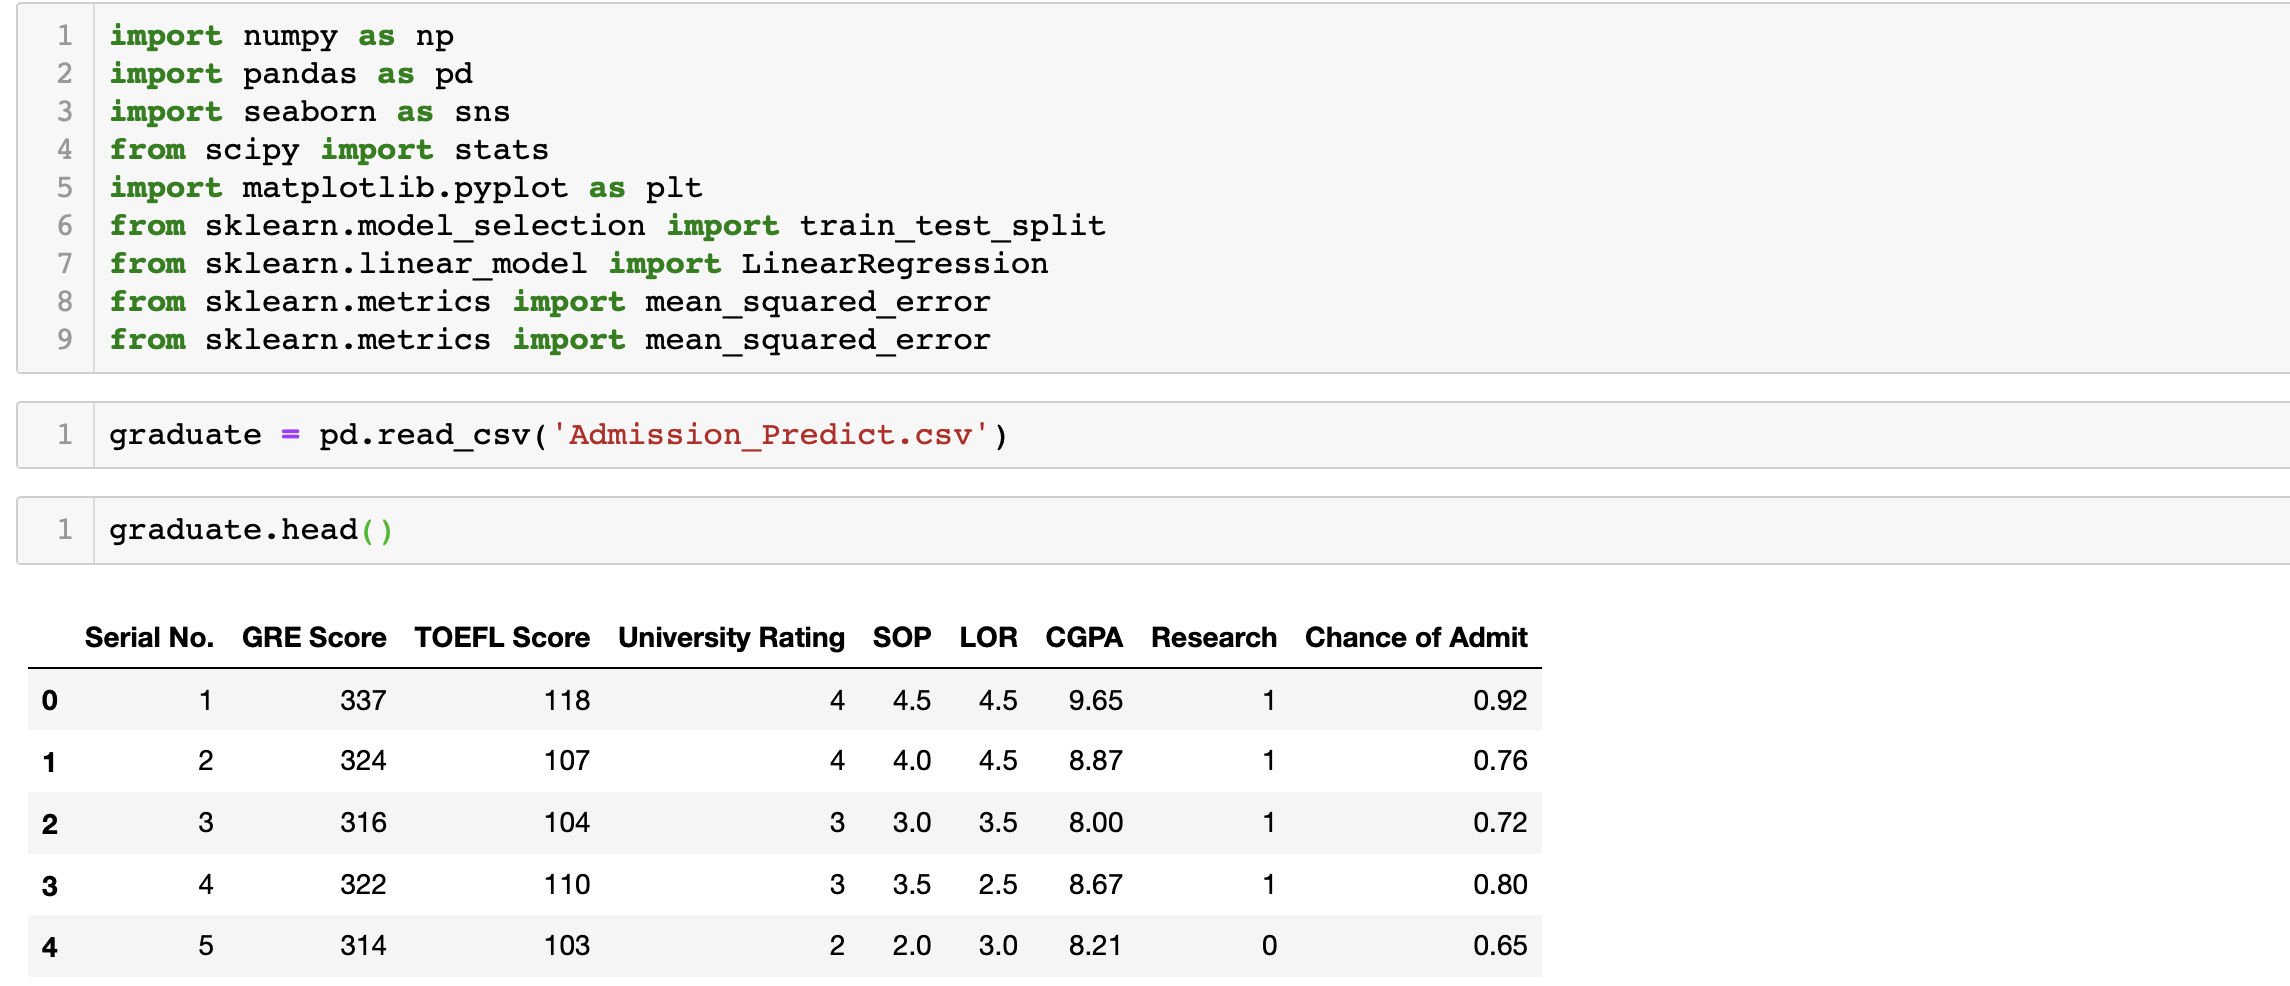 1 import numpy as np
2 import pandas as pd
3 import seaborn as sns
4 from scipy import stats
5 import matplotlib.pyplot as plt
6 from sklearn.model_selection import train_test_split
7 from sklearn.linear_model import LinearRegression
8 from sklearn.metrics import mean_squared_error
9 from sklearn.metrics import mean_squared_error
1 graduate = pd.read_csv('Admission_Predict.csv')
1 graduate.head()
Serial No. GRE Score TOEFL Score University Rating SOP LOR CGPA Research Chance of Admit
0 1 337 118 4 4.5 4.5 9.65 1 0.92
1 2 324 107 4 4.0 4.5 8.87 1 0.76
2 3 316 104 3 3.0 3.5 8.00 1 0.72
3 4 322 110 3 3.5 2.5 8.67 1 0.80
4 5 314 103 2 2.0 3.0 8.21 0 0.65